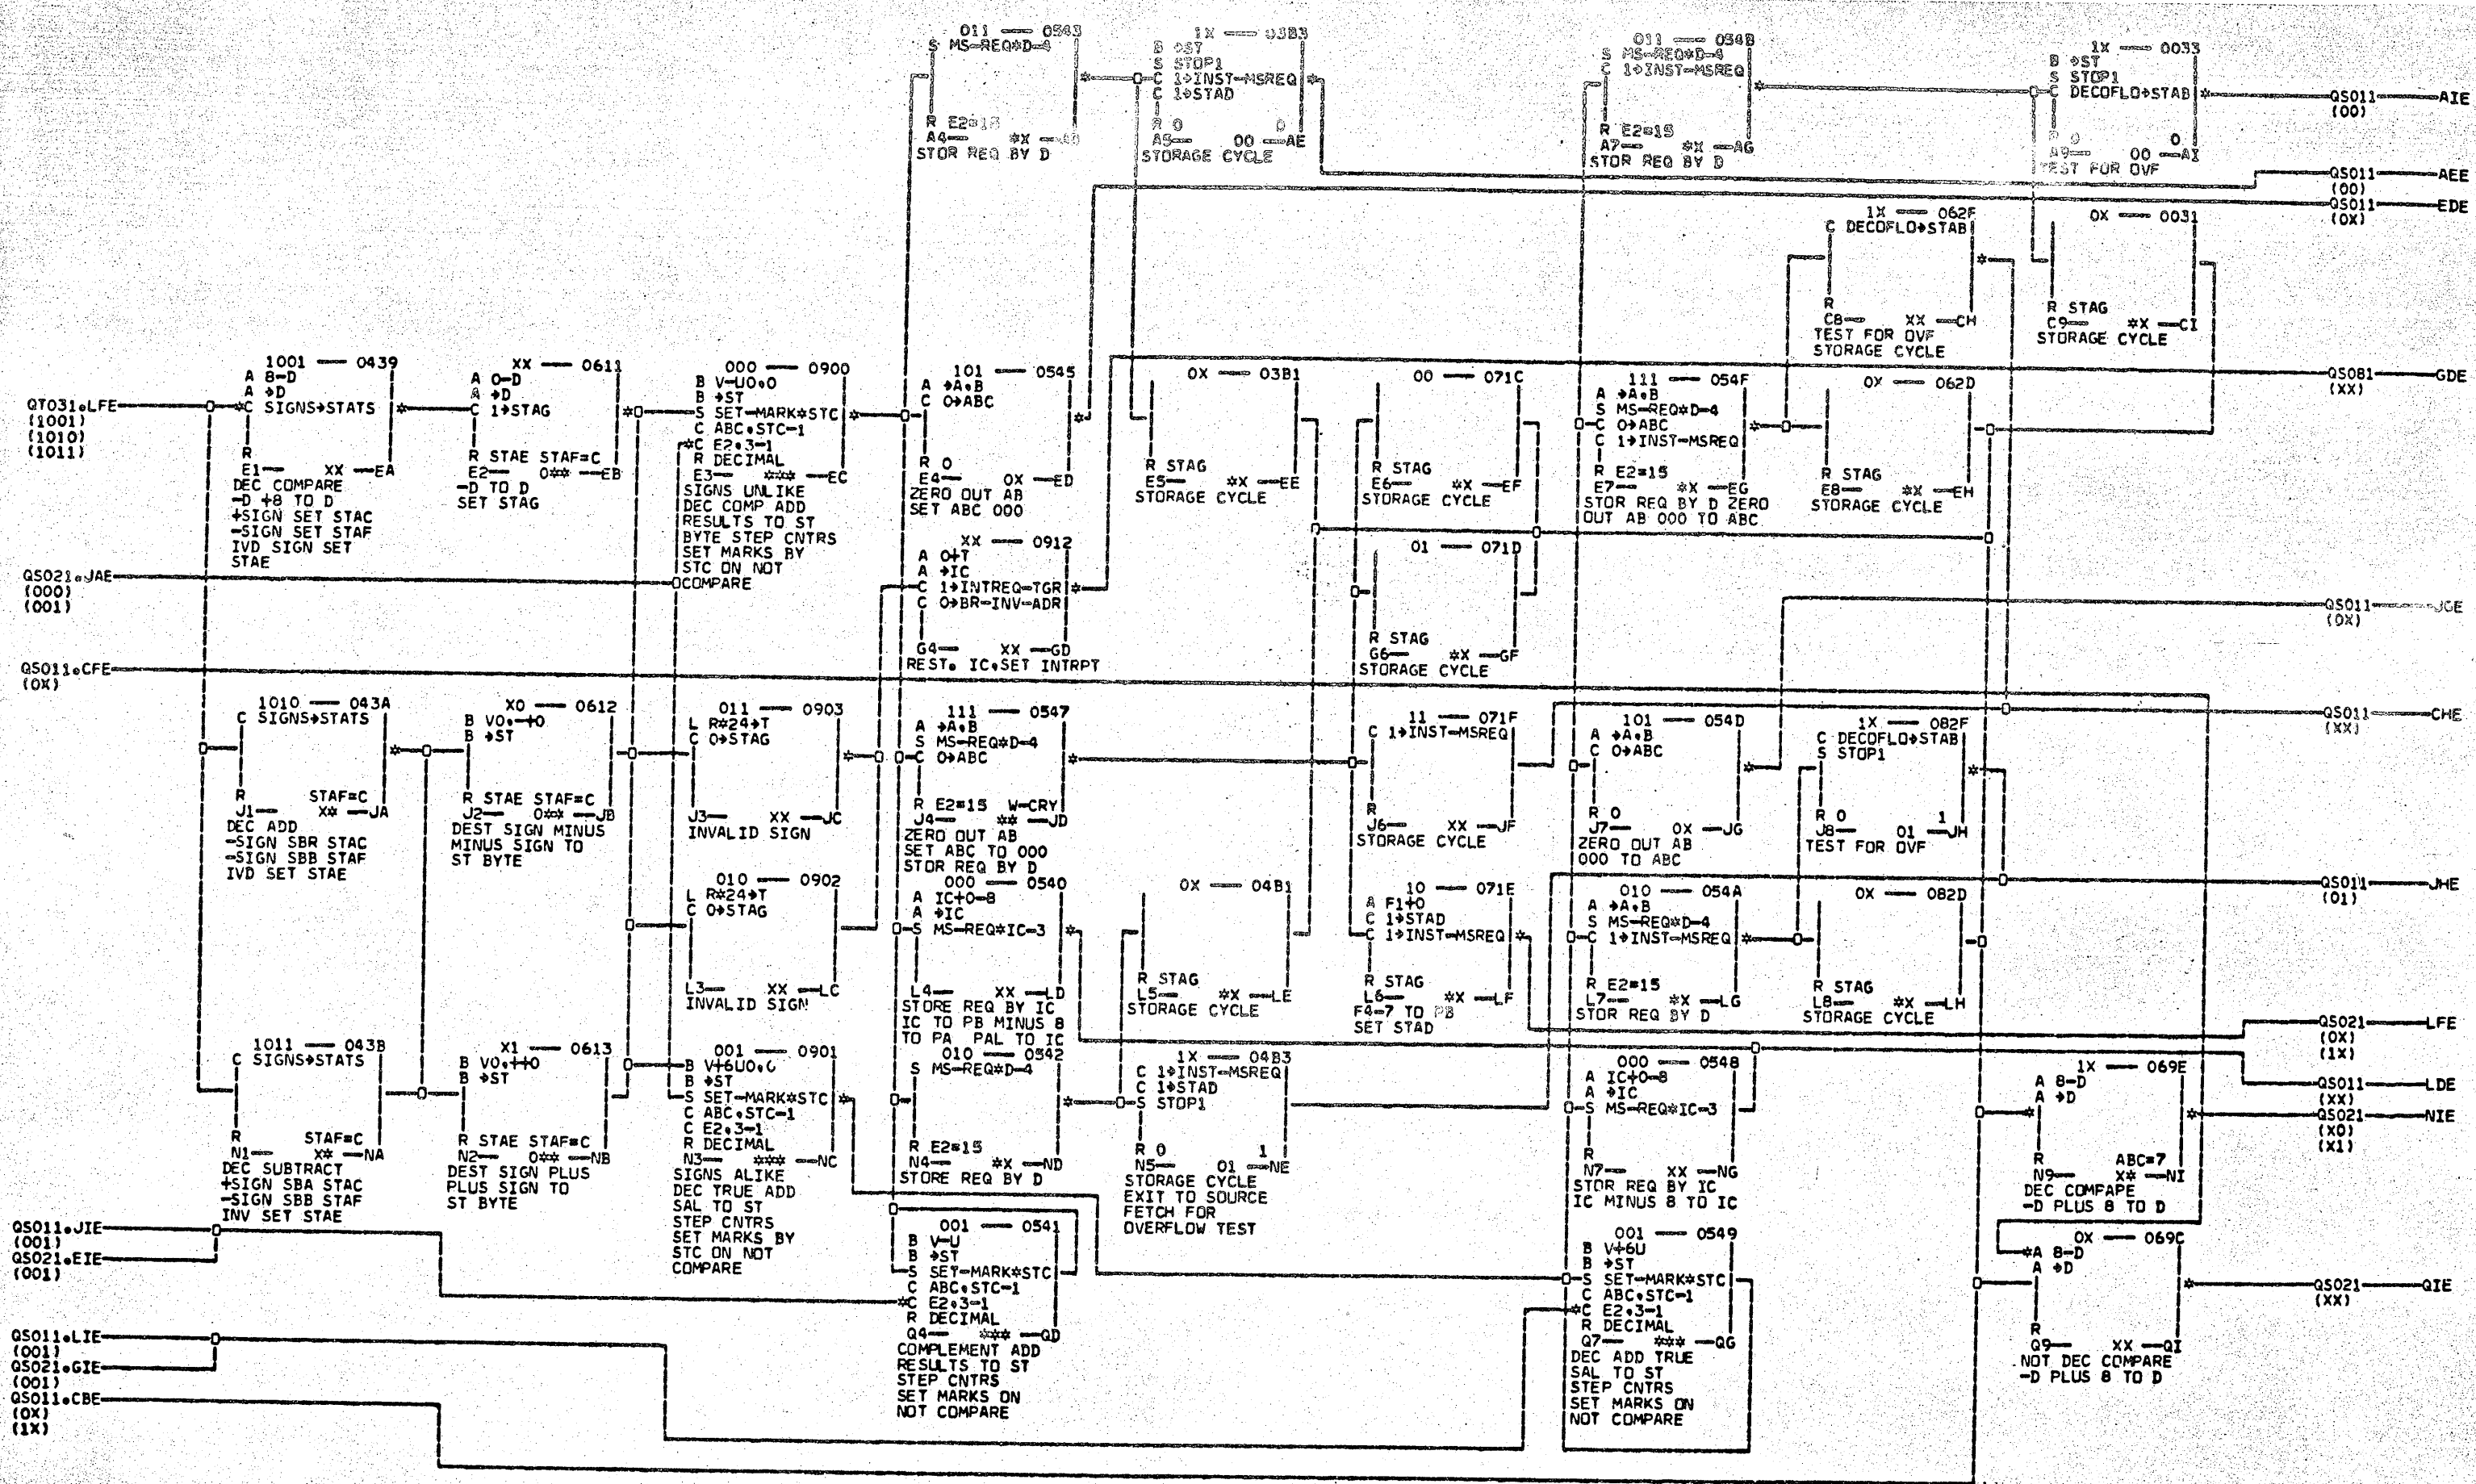 011 — 0543
S MS-REQ*D-4
R E2=15
A4— *X —AD
STOR REQ BY D
1X — 03B3
B →ST
S STOP1
C 1→INST-MSREQ
C 1→STAD
R 0 0
A5— 00 —AE
STORAGE CYCLE
011 — 054B
S MS-REQ*D-4
C 1→INST-MSREQ
R E2=15
A7— *X —AG
STOR REQ BY D
1X — 0033
B →ST
S STOP1
C DECOFLO→STAB
R 0 0
A9— 00 —AI
TEST FOR OVF
QS011 AIE
(00)
QS011 AEE
(00)
QS011 EDE
(0X)
1X — 062F
C DECOFLO→STAB
R
C8— XX —CH
TEST FOR OVF
STORAGE CYCLE
0X — 0031
R STAG
C9— *X —CI
STORAGE CYCLE
QT031.LFE
(1001)
(1010)
(1011)
1001 — 0439
A 8-D
A →D
C SIGNS→STATS
R
E1— XX —EA
DEC COMPARE
-D +8 TO D
+SIGN SET STAC
-SIGN SET STAF
IVD SIGN SET
STAE
XX — 0611
A 0-D
A →D
C 1→STAG
R STAE STAF=C
E2— 0** —EB
-D TO D
SET STAG
000 — 0900
B V-U0.0
B →ST
S SET-MARK*STC
C ABC.STC-1
C E2.3-1
R DECIMAL
E3— *** —EC
SIGNS UNLIKE
DEC COMP ADD
RESULTS TO ST
BYTE STEP CNTRS
SET MARKS BY
STC ON NOT
COMPARE
101 — 0545
A →A.B
C 0→ABC
R 0
E4— 0X —ED
ZERO OUT AB
SET ABC 000
0X — 03B1
R STAG
E5— *X —EE
STORAGE CYCLE
00 — 071C
R STAG
E6— *X —EF
STORAGE CYCLE
111 — 054F
A →A.B
S MS-REQ*D-4
C 0→ABC
C 1→INST-MSREQ
R E2=15
E7— *X —EG
STOR REQ BY D ZERO
OUT AB 000 TO ABC
0X — 062D
R STAG
E8— *X —EH
STORAGE CYCLE
QS081 GDE
(XX)
QS021.JAE
(000)
(001)
XX — 0912
A 0+T
A →IC
C 1→INTREQ-TGR
C 0→BR-INV-ADR
G4— XX —GD
REST. IC.SET INTRPT
01 — 071D
R STAG
G6— *X —GF
STORAGE CYCLE
QS011 JGE
(0X)
QS011.CFE
(0X)
1010 — 043A
C SIGNS→STATS
R STAF=C
J1— X* —JA
DEC ADD
-SIGN SBR STAC
-SIGN SBB STAF
IVD SET STAE
X0 — 0612
B V0.-+0
B →ST
R STAE STAF=C
J2— 0** —JB
DEST SIGN MINUS
MINUS SIGN TO
ST BYTE
011 — 0903
L R*24→T
C 0→STAG
J3— XX —JC
INVALID SIGN
111 — 0547
A →A.B
S MS-REQ*D-4
C 0→ABC
R E2=15 W-CRY
J4— ** —JD
ZERO OUT AB
SET ABC TO 000
STOR REQ BY D
11 — 071F
C 1→INST-MSREQ
R
J6— XX —JF
STORAGE CYCLE
101 — 054D
A →A.B
C 0→ABC
R 0
J7— 0X —JG
ZERO OUT AB
000 TO ABC
1X — 082F
C DECOFLO→STAB
S STOP1
R 0 1
J8— 01 —JH
TEST FOR OVF
QS011 CHE
(XX)
010 — 0902
L R*24→T
C 0→STAG
L3— XX —LC
INVALID SIGN
000 — 0540
A IC+0-8
A →IC
S MS-REQ*IC-3
L4— XX —LD
STORE REQ BY IC
IC TO PB MINUS 8
TO PA PAL TO IC
0X — 04B1
R STAG
L5— *X —LE
STORAGE CYCLE
10 — 071E
A F1+0
C 1→STAD
C 1→INST-MSREQ
R STAG
L6— *X —LF
F4-7 TO PB
SET STAD
010 — 054A
A →A.B
S MS-REQ*D-4
C 1→INST-MSREQ
R E2=15
L7— *X —LG
STOR REQ BY D
0X — 082D
R STAG
L8— *X —LH
STORAGE CYCLE
QS011 JHE
(01)
QS021 LFE
(0X)
(1X)
QS011 LDE
(XX)
QS021 NIE
(X0)
(X1)
1011 — 043B
C SIGNS→STATS
R STAF=C
N1— X* —NA
DEC SUBTRACT
+SIGN SBA STAC
-SIGN SBB STAF
INV SET STAE
X1 — 0613
B V0.++0
B →ST
R STAE STAF=C
N2— 0** —NB
DEST SIGN PLUS
PLUS SIGN TO
ST BYTE
001 — 0901
B V+6U0.0
B →ST
S SET-MARK*STC
C ABC.STC-1
C E2.3-1
R DECIMAL
N3— *** —NC
SIGNS ALIKE
DEC TRUE ADD
SAL TO ST
STEP CNTRS
SET MARKS BY
STC ON NOT
COMPARE
010 — 0542
S MS-REQ*D-4
R E2=15
N4— *X —ND
STORE REQ BY D
1X — 04B3
C 1→INST-MSREQ
C 1→STAD
S STOP1
R 0 1
N5— 01 —NE
STORAGE CYCLE
EXIT TO SOURCE
FETCH FOR
OVERFLOW TEST
000 — 0548
A IC+0-8
A →IC
S MS-REQ*IC-3
R
N7— XX —NG
STOR REQ BY IC
IC MINUS 8 TO IC
1X — 069E
A 8-D
A →D
R ABC=7
N9— X* —NI
DEC COMPAPE
-D PLUS 8 TO D
QS011.JIE
(001)
QS021.EIE
(001)
001 — 0541
B V-U
B →ST
S SET-MARK*STC
C ABC.STC-1
C E2.3-1
R DECIMAL
Q4— *** —QD
COMPLEMENT ADD
RESULTS TO ST
STEP CNTRS
SET MARKS ON
NOT COMPARE
001 — 0549
B V+6U
B →ST
S SET-MARK*STC
C ABC.STC-1
C E2.3-1
R DECIMAL
Q7— *** —QG
DEC ADD TRUE
SAL TO ST
STEP CNTRS
SET MARKS ON
NOT COMPARE
0X — 069C
A 8-D
A →D
R
Q9— XX —QI
NOT DEC COMPARE
-D PLUS 8 TO D
QS021 QIE
(XX)
QS011.LIE
(001)
QS021.GIE
(001)
QS011.CBE
(0X)
(1X)